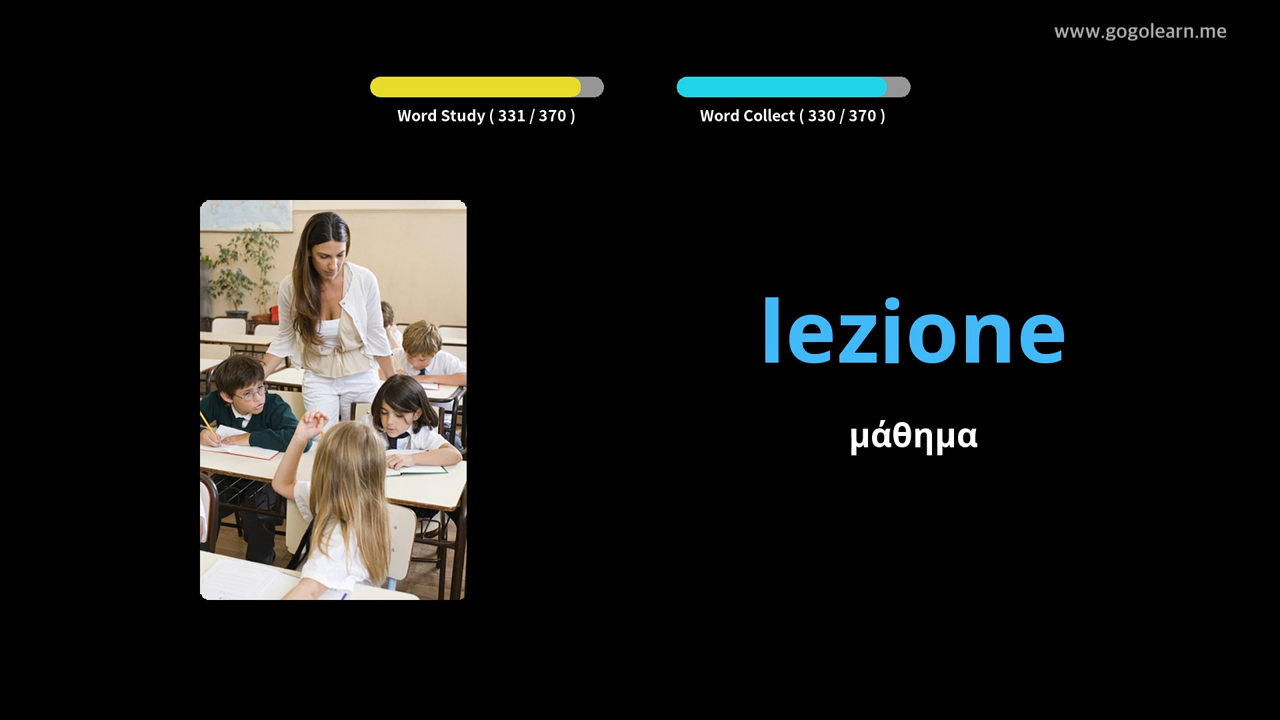 www.gogolearn.me
Word Study ( 331 / 370 )
Word Collect ( 330 / 370 )
lezione
μάθημα